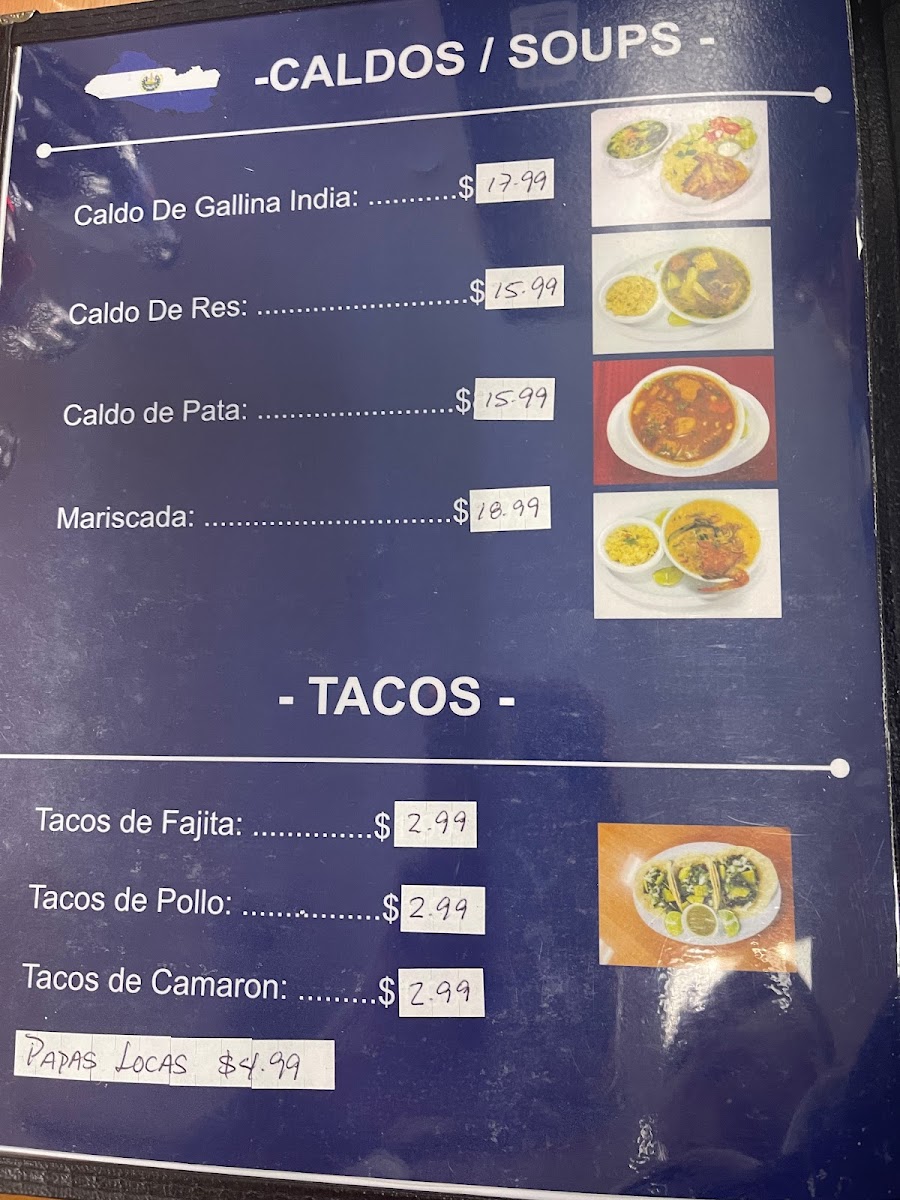 -CALDOS / SOUPS -
Caldo De Gallina India: ...........$ 17.99
Caldo De Res: ..........................$ 15.99
Caldo de Pata: ........................$ 15.99
Mariscada: ..............................$ 18.99
- TACOS -
Tacos de Fajita: ..............$ 2.99
Tacos de Pollo: .................$ 2.99
Tacos de Camaron: .........$ 2.99
PAPAS LOCAS $4.99